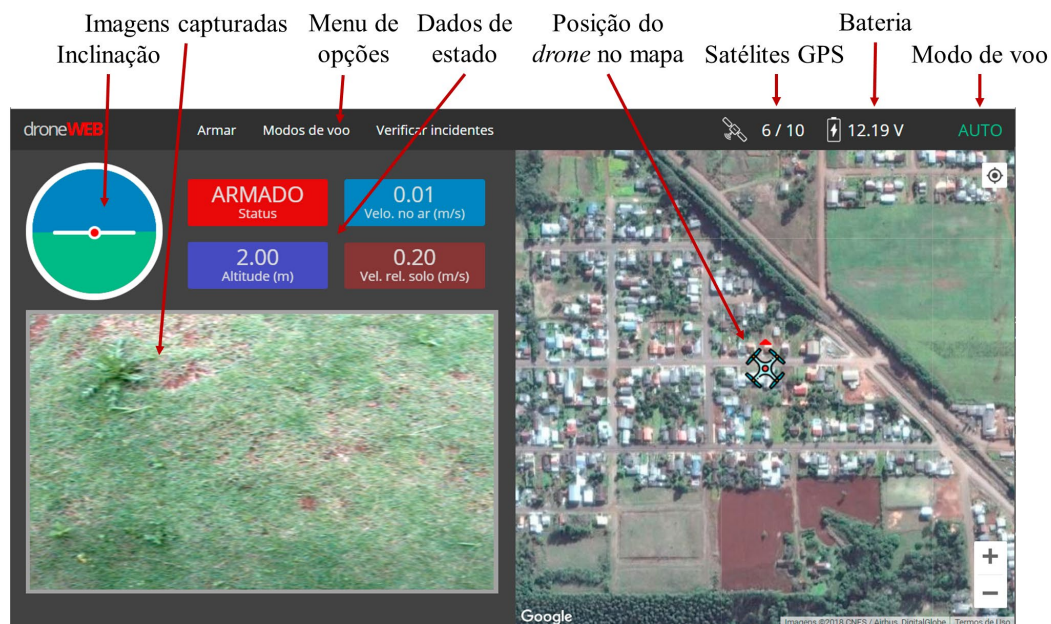 Imagens capturadas
Inclinação
Menu de
opções
Dados de
estado
Posição do
drone no mapa
Satélites GPS
Bateria
Modo de voo
droneWEB
Armar
Modos de voo
Verificar incidentes
6 / 10
12.19 V
AUTO
ARMADO
Status
0.01
Velo. no ar (m/s)
2.00
Altitude (m)
0.20
Vel. rel. solo (m/s)
+
−
Google
Imagens ©2018 CNES / Airbus, DigitalGlobe
Termos de Uso